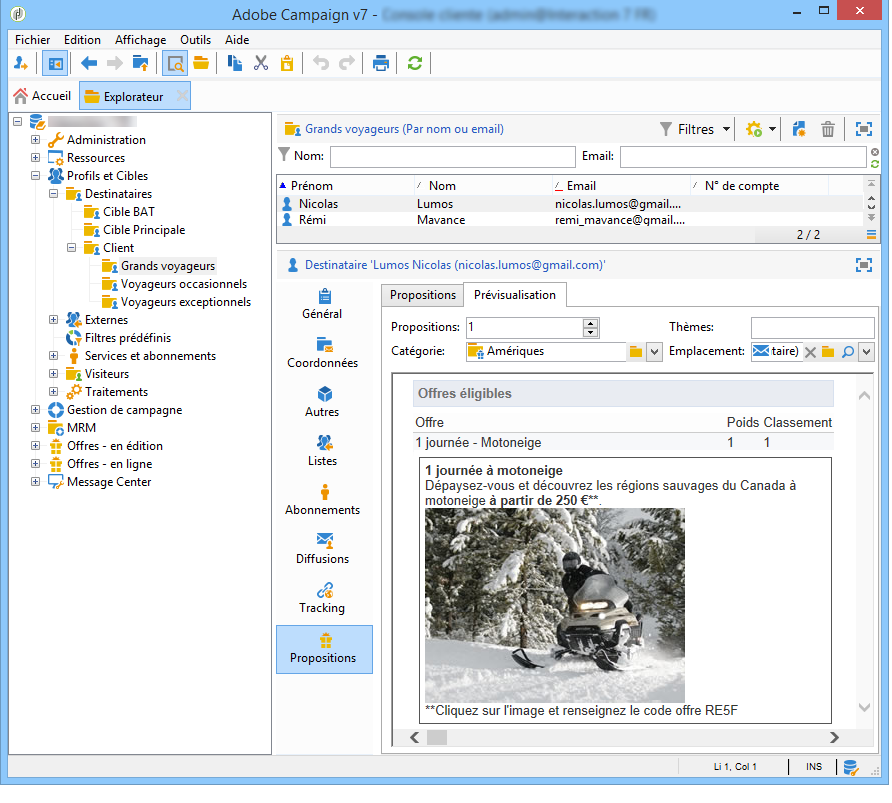 Adobe Campaign v7 -
Fichier Edition Affichage Outils Aide
Accueil Explorateur
Administration
Ressources
Profils et Cibles
Destinataires
Cible BAT
Cible Principale
Client
Grands voyageurs
Voyageurs occasionnels
Voyageurs exceptionnels
Externes
Filtres prédéfinis
Services et abonnements
Visiteurs
Traitements
Gestion de campagne
MRM
Offres - en édition
Offres - en ligne
Message Center
Grands voyageurs (Par nom ou email) Filtres
Nom: Email:
Prénom Nom Email N° de compte
Nicolas Lumos nicolas.lumos@gmail....
Rémi Mavance remi_mavance@gmail....
2 / 2
Destinataire 'Lumos Nicolas (nicolas.lumos@gmail.com)'
Général
Coordonnées
Autres
Listes
Abonnements
Diffusions
Tracking
Propositions
Propositions Prévisualisation
Propositions: 1 Thèmes:
Catégorie: Amériques Emplacement: taire)
Offres éligibles
Offre Poids Classement
1 journée - Motoneige 1 1
1 journée à motoneige
Dépaysez-vous et découvrez les régions sauvages du Canada à
motoneige à partir de 250 €**.
**Cliquez sur l'image et renseignez le code offre RE5F
Li 1, Col 1 INS